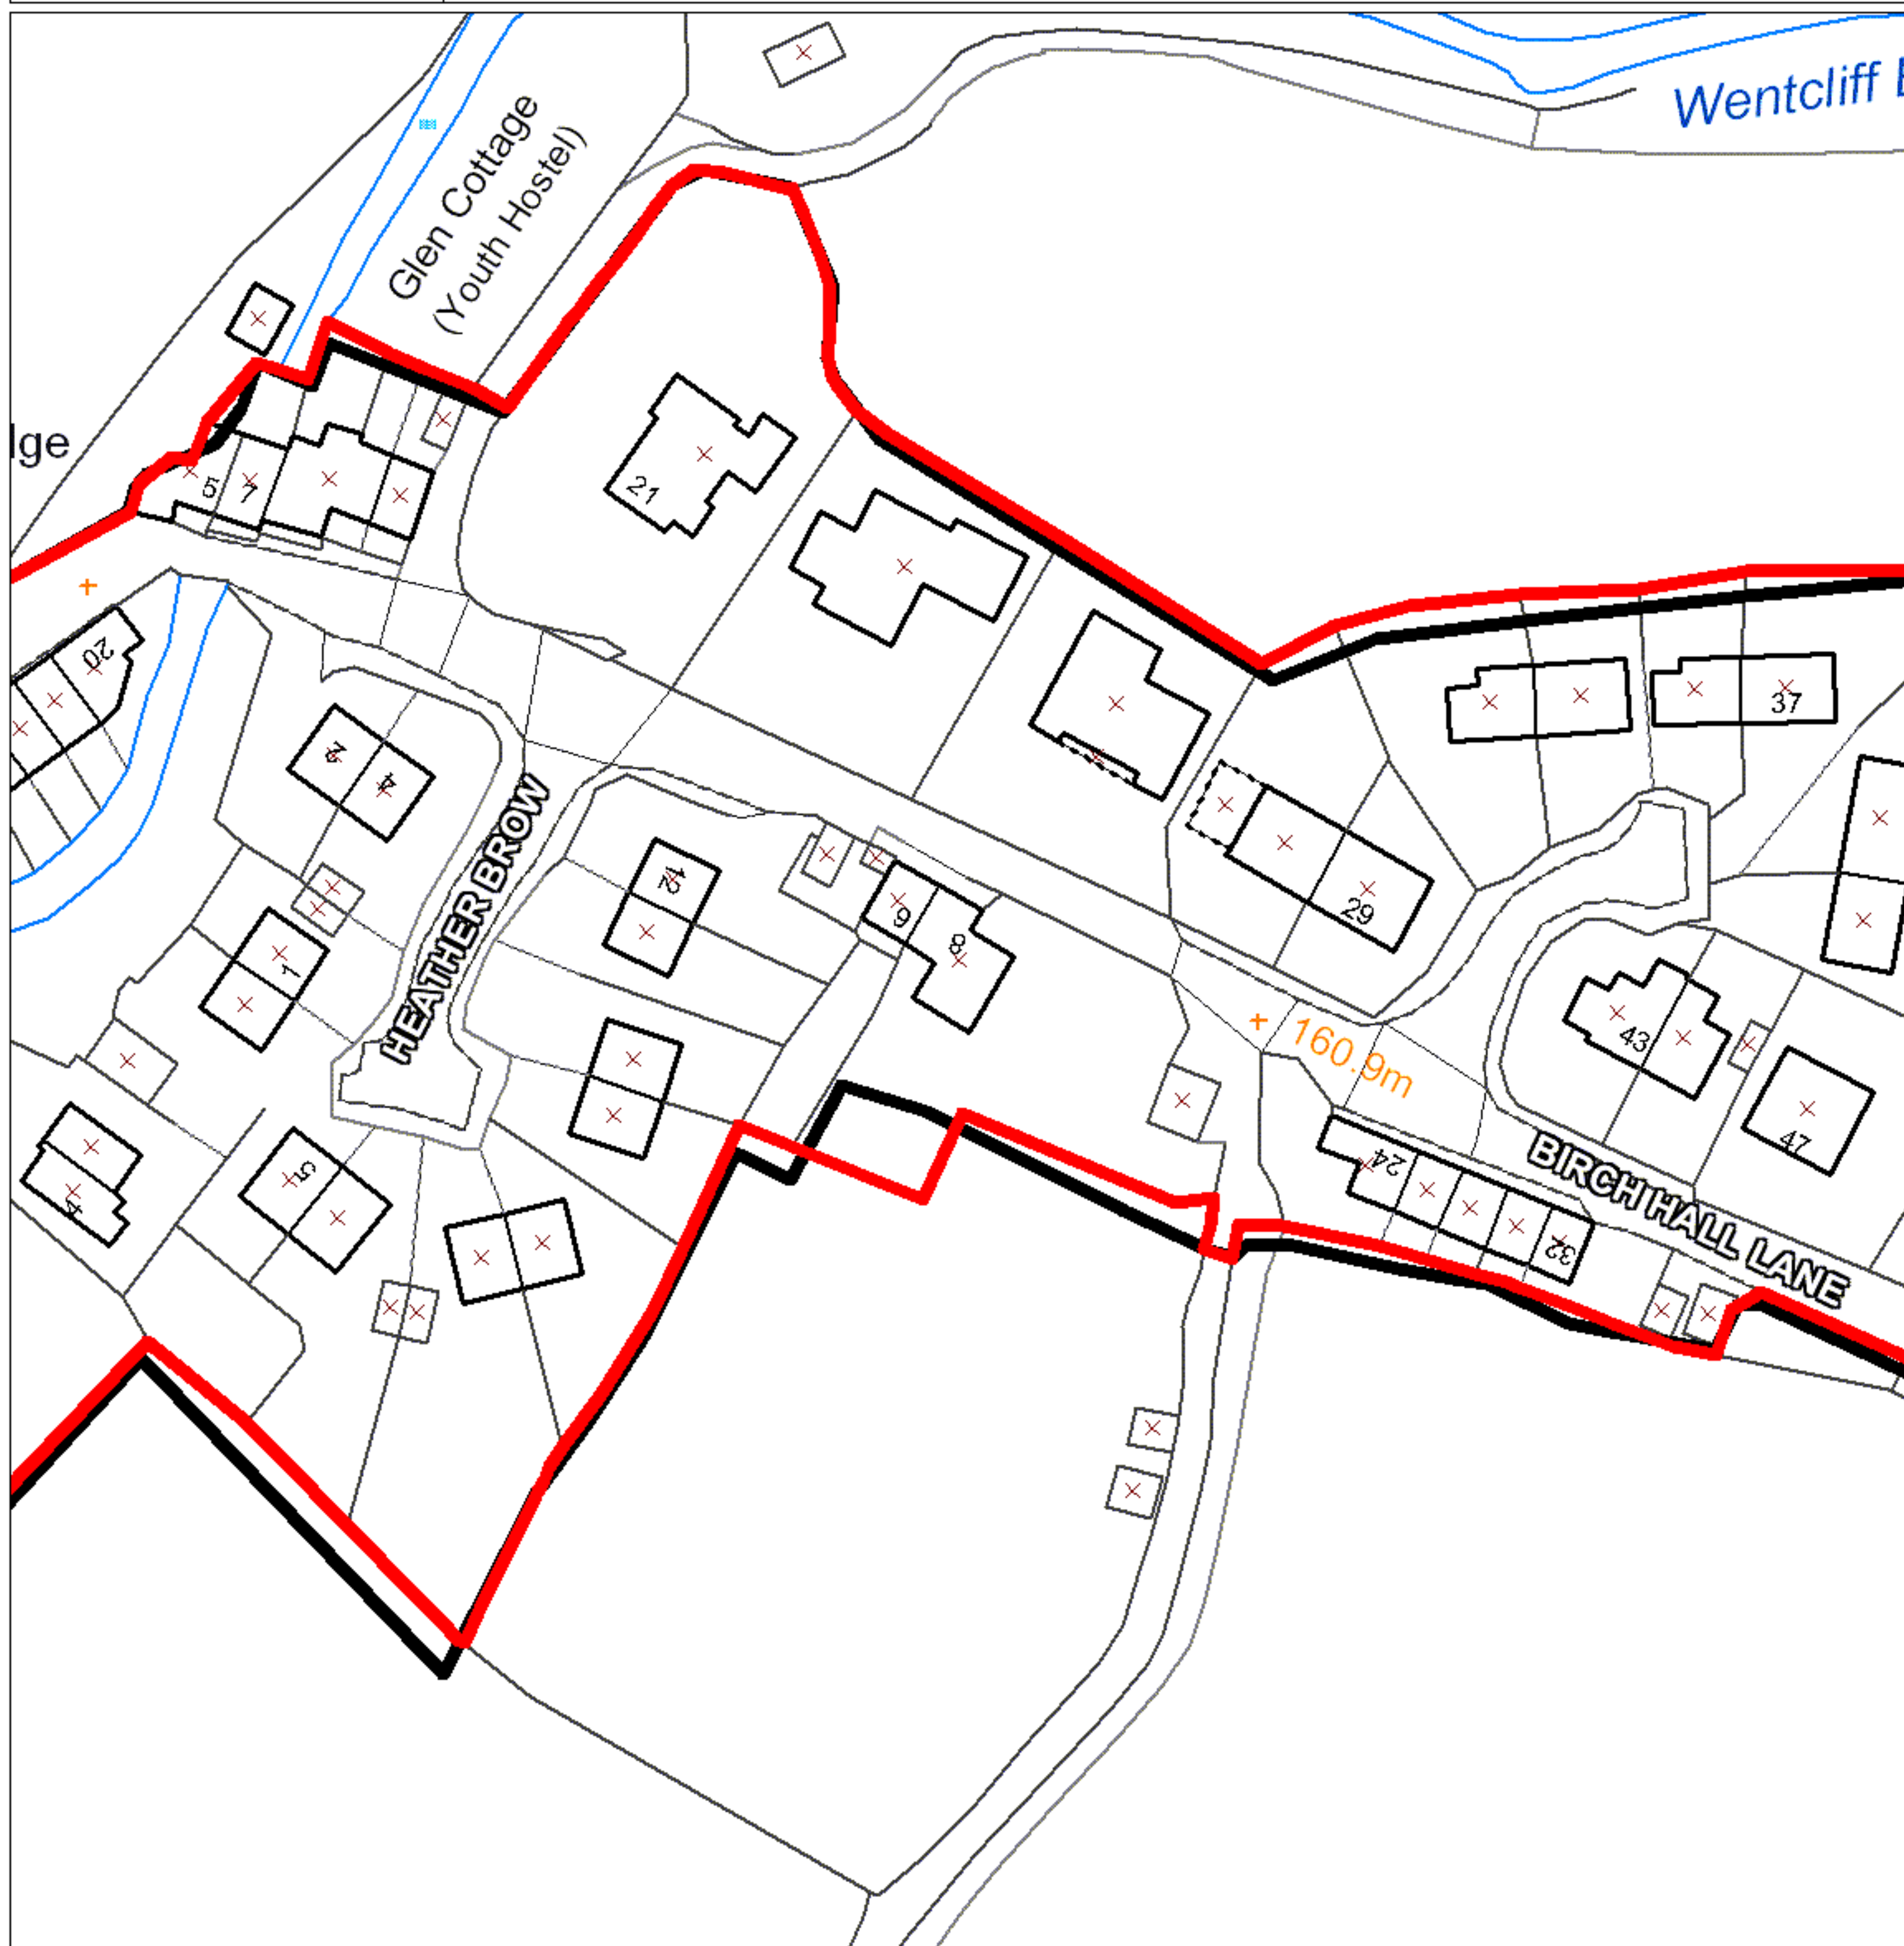 Wentcliff
Glen Cottage
(Youth Hostel)
lge
5
7
21
20
2
4
37
12
9
8
29
1
HEATHER BROW
160.9m
43
47
24
32
BIRCH HALL LANE
5
4